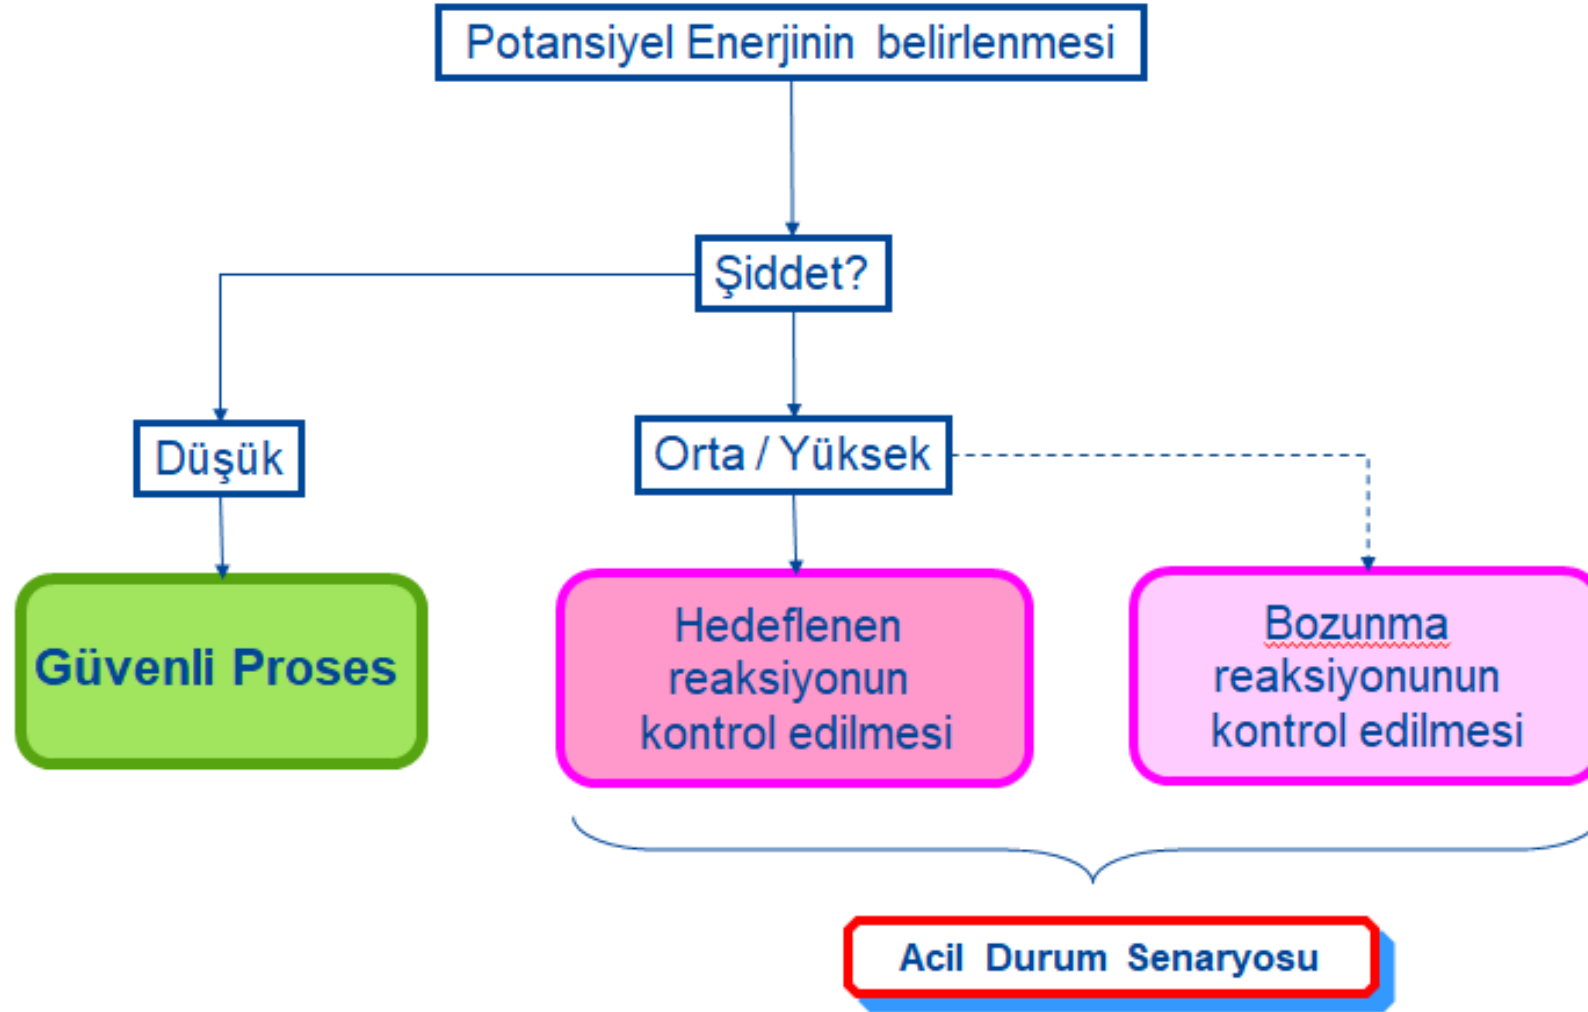 Potansiyel Enerjinin belirlenmesi
Şiddet?
Düşük
Orta / Yüksek
Güvenli Proses
Hedeflenen
reaksiyonun
kontrol edilmesi
Bozunma
reaksiyonunun
kontrol edilmesi
Acil Durum Senaryosu